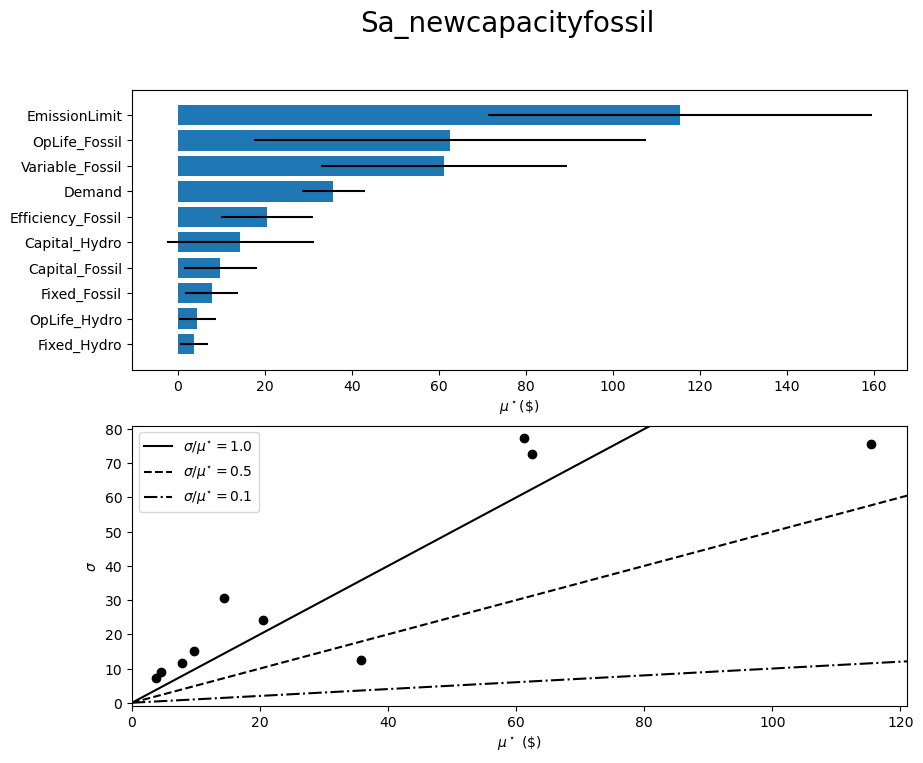 Sa_newcapacityfossil
EmissionLimit
OpLife_Fossil
Variable_Fossil
Demand
Efficiency_Fossil
Capital_Hydro
Capital_Fossil
Fixed_Fossil
OpLife_Hydro
Fixed_Hydro
0 20 40 60 80 100 120 140 160
μ⋆($)
80
70
60
50
40
30
20
10
0
σ
σ/μ⋆ = 1.0
σ/μ⋆ = 0.5
σ/μ⋆ = 0.1
0 20 40 60 80 100 120
μ⋆ ($)